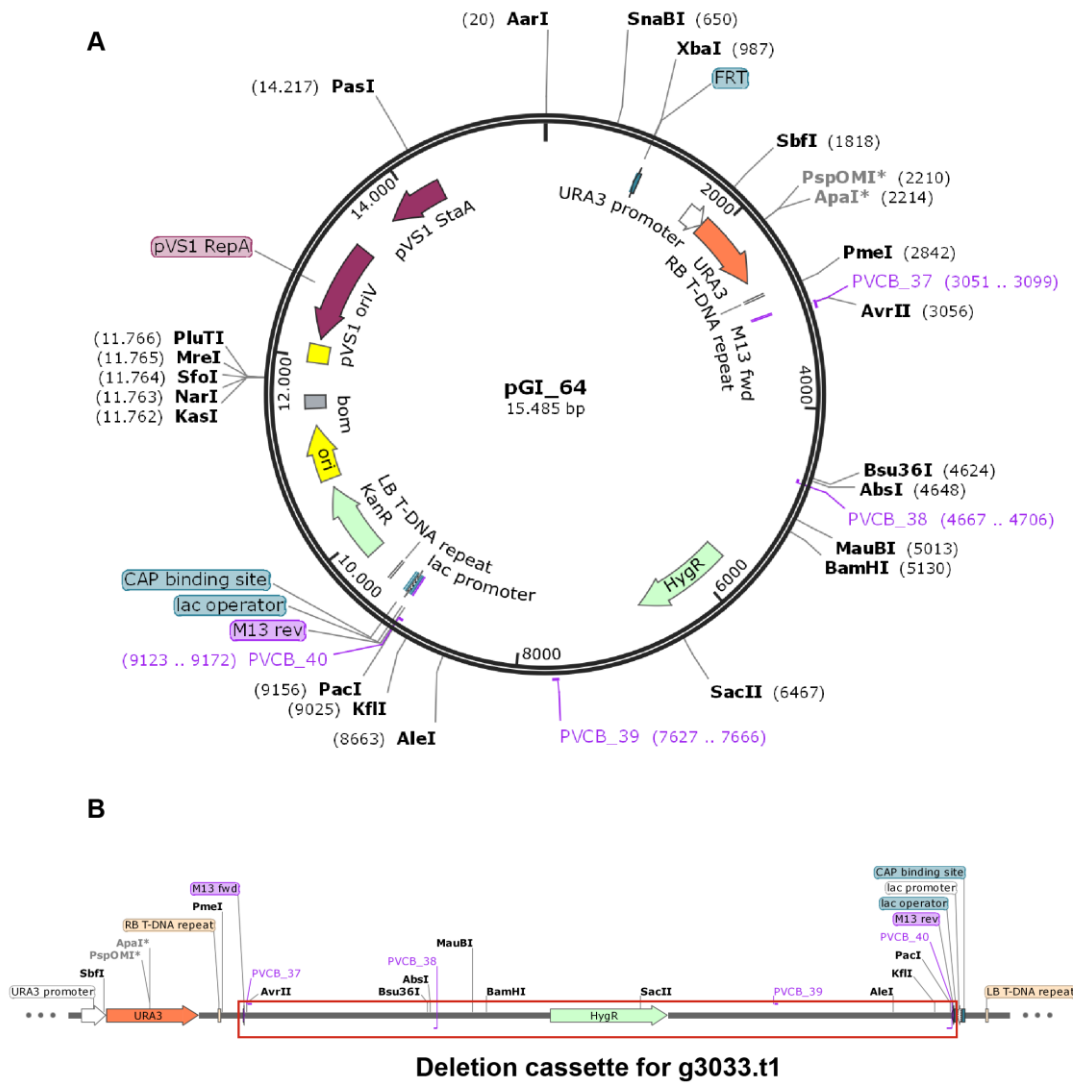 A
(20) AarI
SnaBI (650)
XbaI (987)
FRT
(14.217) PasI
SbfI (1818)
PspOMI* (2210)
ApaI* (2214)
PmeI (2842)
PVCB_37 (3051 .. 3099)
AvrII (3056)
pVS1 RepA
(11.766) PluTI
(11.765) MreI
(11.764) SfoI
(11.763) NarI
(11.762) KasI
14.000
pVS1 StaA
URA3 promoter
2000
URA3
RB T-DNA repeat
M13 fwd
pVS1 oriV
12.000
bom
ori
pGI_64
15.485 bp
4000
Bsu36I (4624)
AbsI (4648)
PVCB_38 (4667 .. 4706)
MauBI (5013)
BamHI (5130)
LB T-DNA repeat
KanR
10.000
lac promoter
HygR
6000
8000
CAP binding site
lac operator
M13 rev
(9123 .. 9172) PVCB_40
(9156) PacI
(9025) KflI
(8663) AleI
SacII (6467)
PVCB_39 (7627 .. 7666)
B
CAP binding site
M13 fwd
lac promoter
PmeI
lac operator
RB T-DNA repeat
M13 rev
ApaI*
MauBI
PVCB_40
PspOMI*
PVCB_38
PacI
SbfI
PVCB_37
AbsI
PVCB_39
KflI
URA3 promoter
AvrII
Bsu36I
BamHI
SacII
AleI
LB T-DNA repeat
URA3
HygR
Deletion cassette for g3033.t1